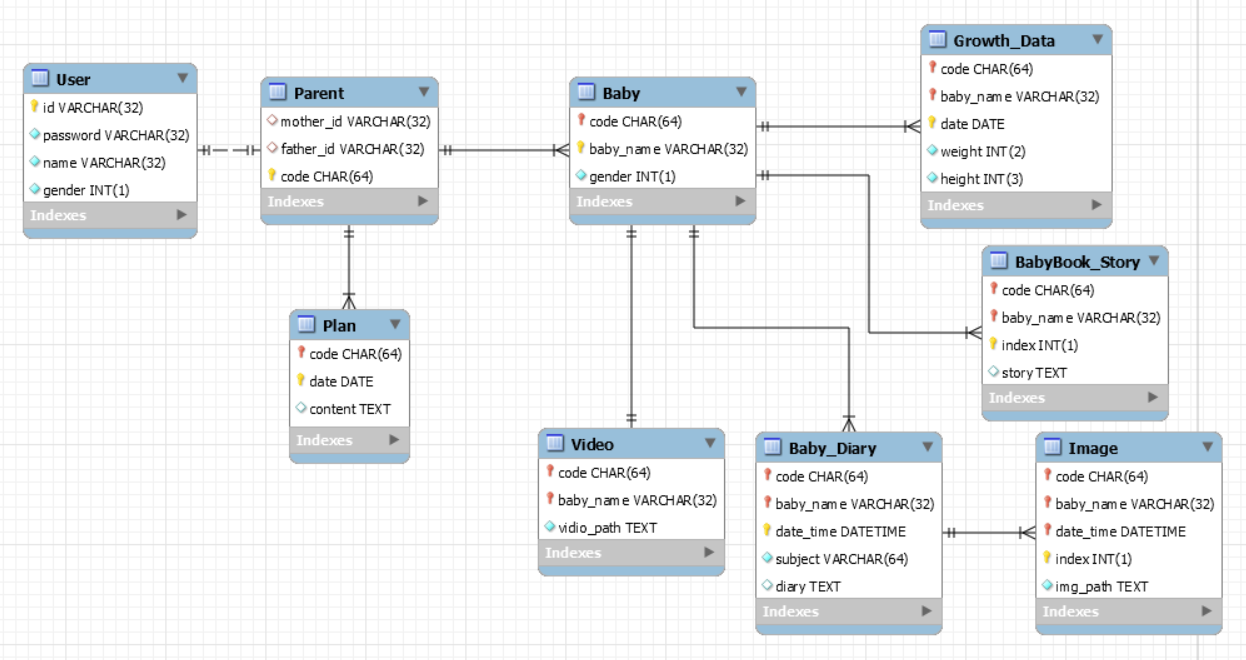 User
id VARCHAR(32)
password VARCHAR(32)
name VARCHAR(32)
gender INT(1)
Indexes
Parent
mother_id VARCHAR(32)
father_id VARCHAR(32)
code CHAR(64)
Indexes
Baby
code CHAR(64)
baby_name VARCHAR(32)
gender INT(1)
Indexes
Growth_Data
code CHAR(64)
baby_name VARCHAR(32)
date DATE
weight INT(2)
height INT(3)
Indexes
BabyBook_Story
code CHAR(64)
baby_name VARCHAR(32)
index INT(1)
story TEXT
Indexes
Plan
code CHAR(64)
date DATE
content TEXT
Indexes
Video
code CHAR(64)
baby_name VARCHAR(32)
vidio_path TEXT
Indexes
Baby_Diary
code CHAR(64)
baby_name VARCHAR(32)
date_time DATETIME
subject VARCHAR(64)
diary TEXT
Indexes
Image
code CHAR(64)
baby_name VARCHAR(32)
date_time DATETIME
index INT(1)
img_path TEXT
Indexes